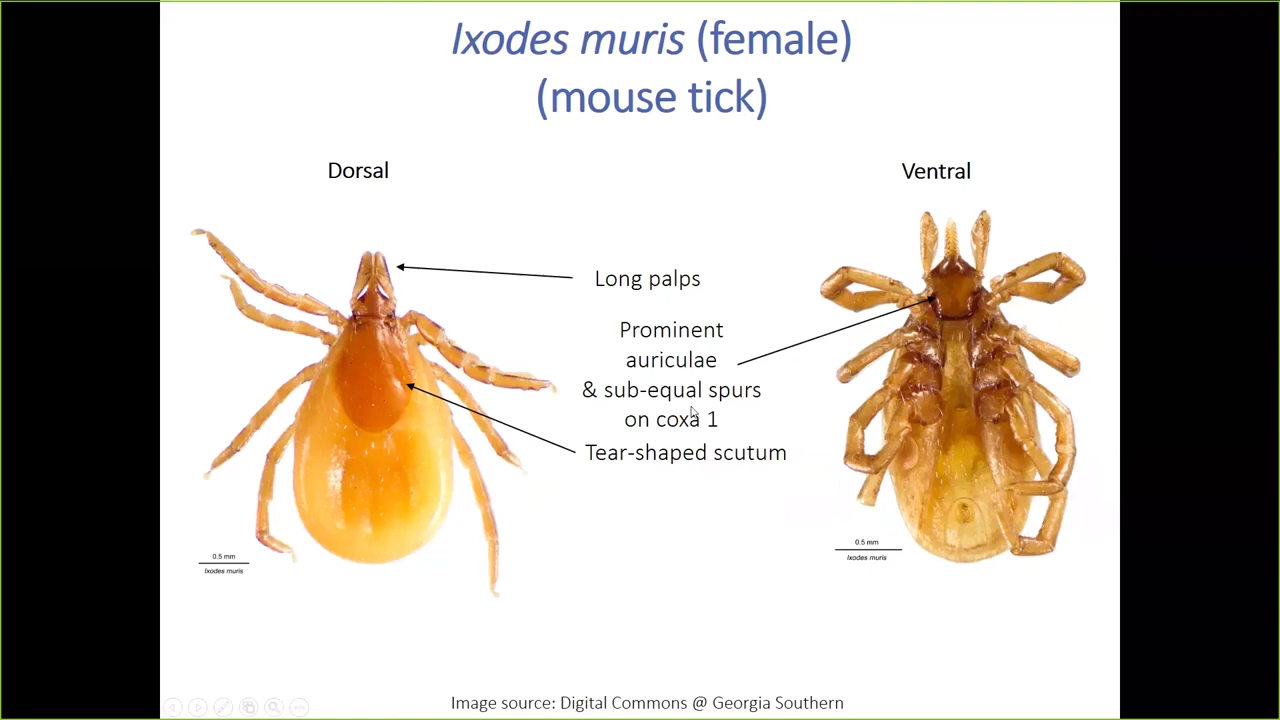 Ixodes muris (female)
(mouse tick)
Dorsal
Ventral
Long palps
Prominent
auriculae
& sub-equal spurs
on coxa 1
Tear-shaped scutum
0.5 mm
Ixodes muris
0.5 mm
Ixodes muris
Image source: Digital Commons @ Georgia Southern